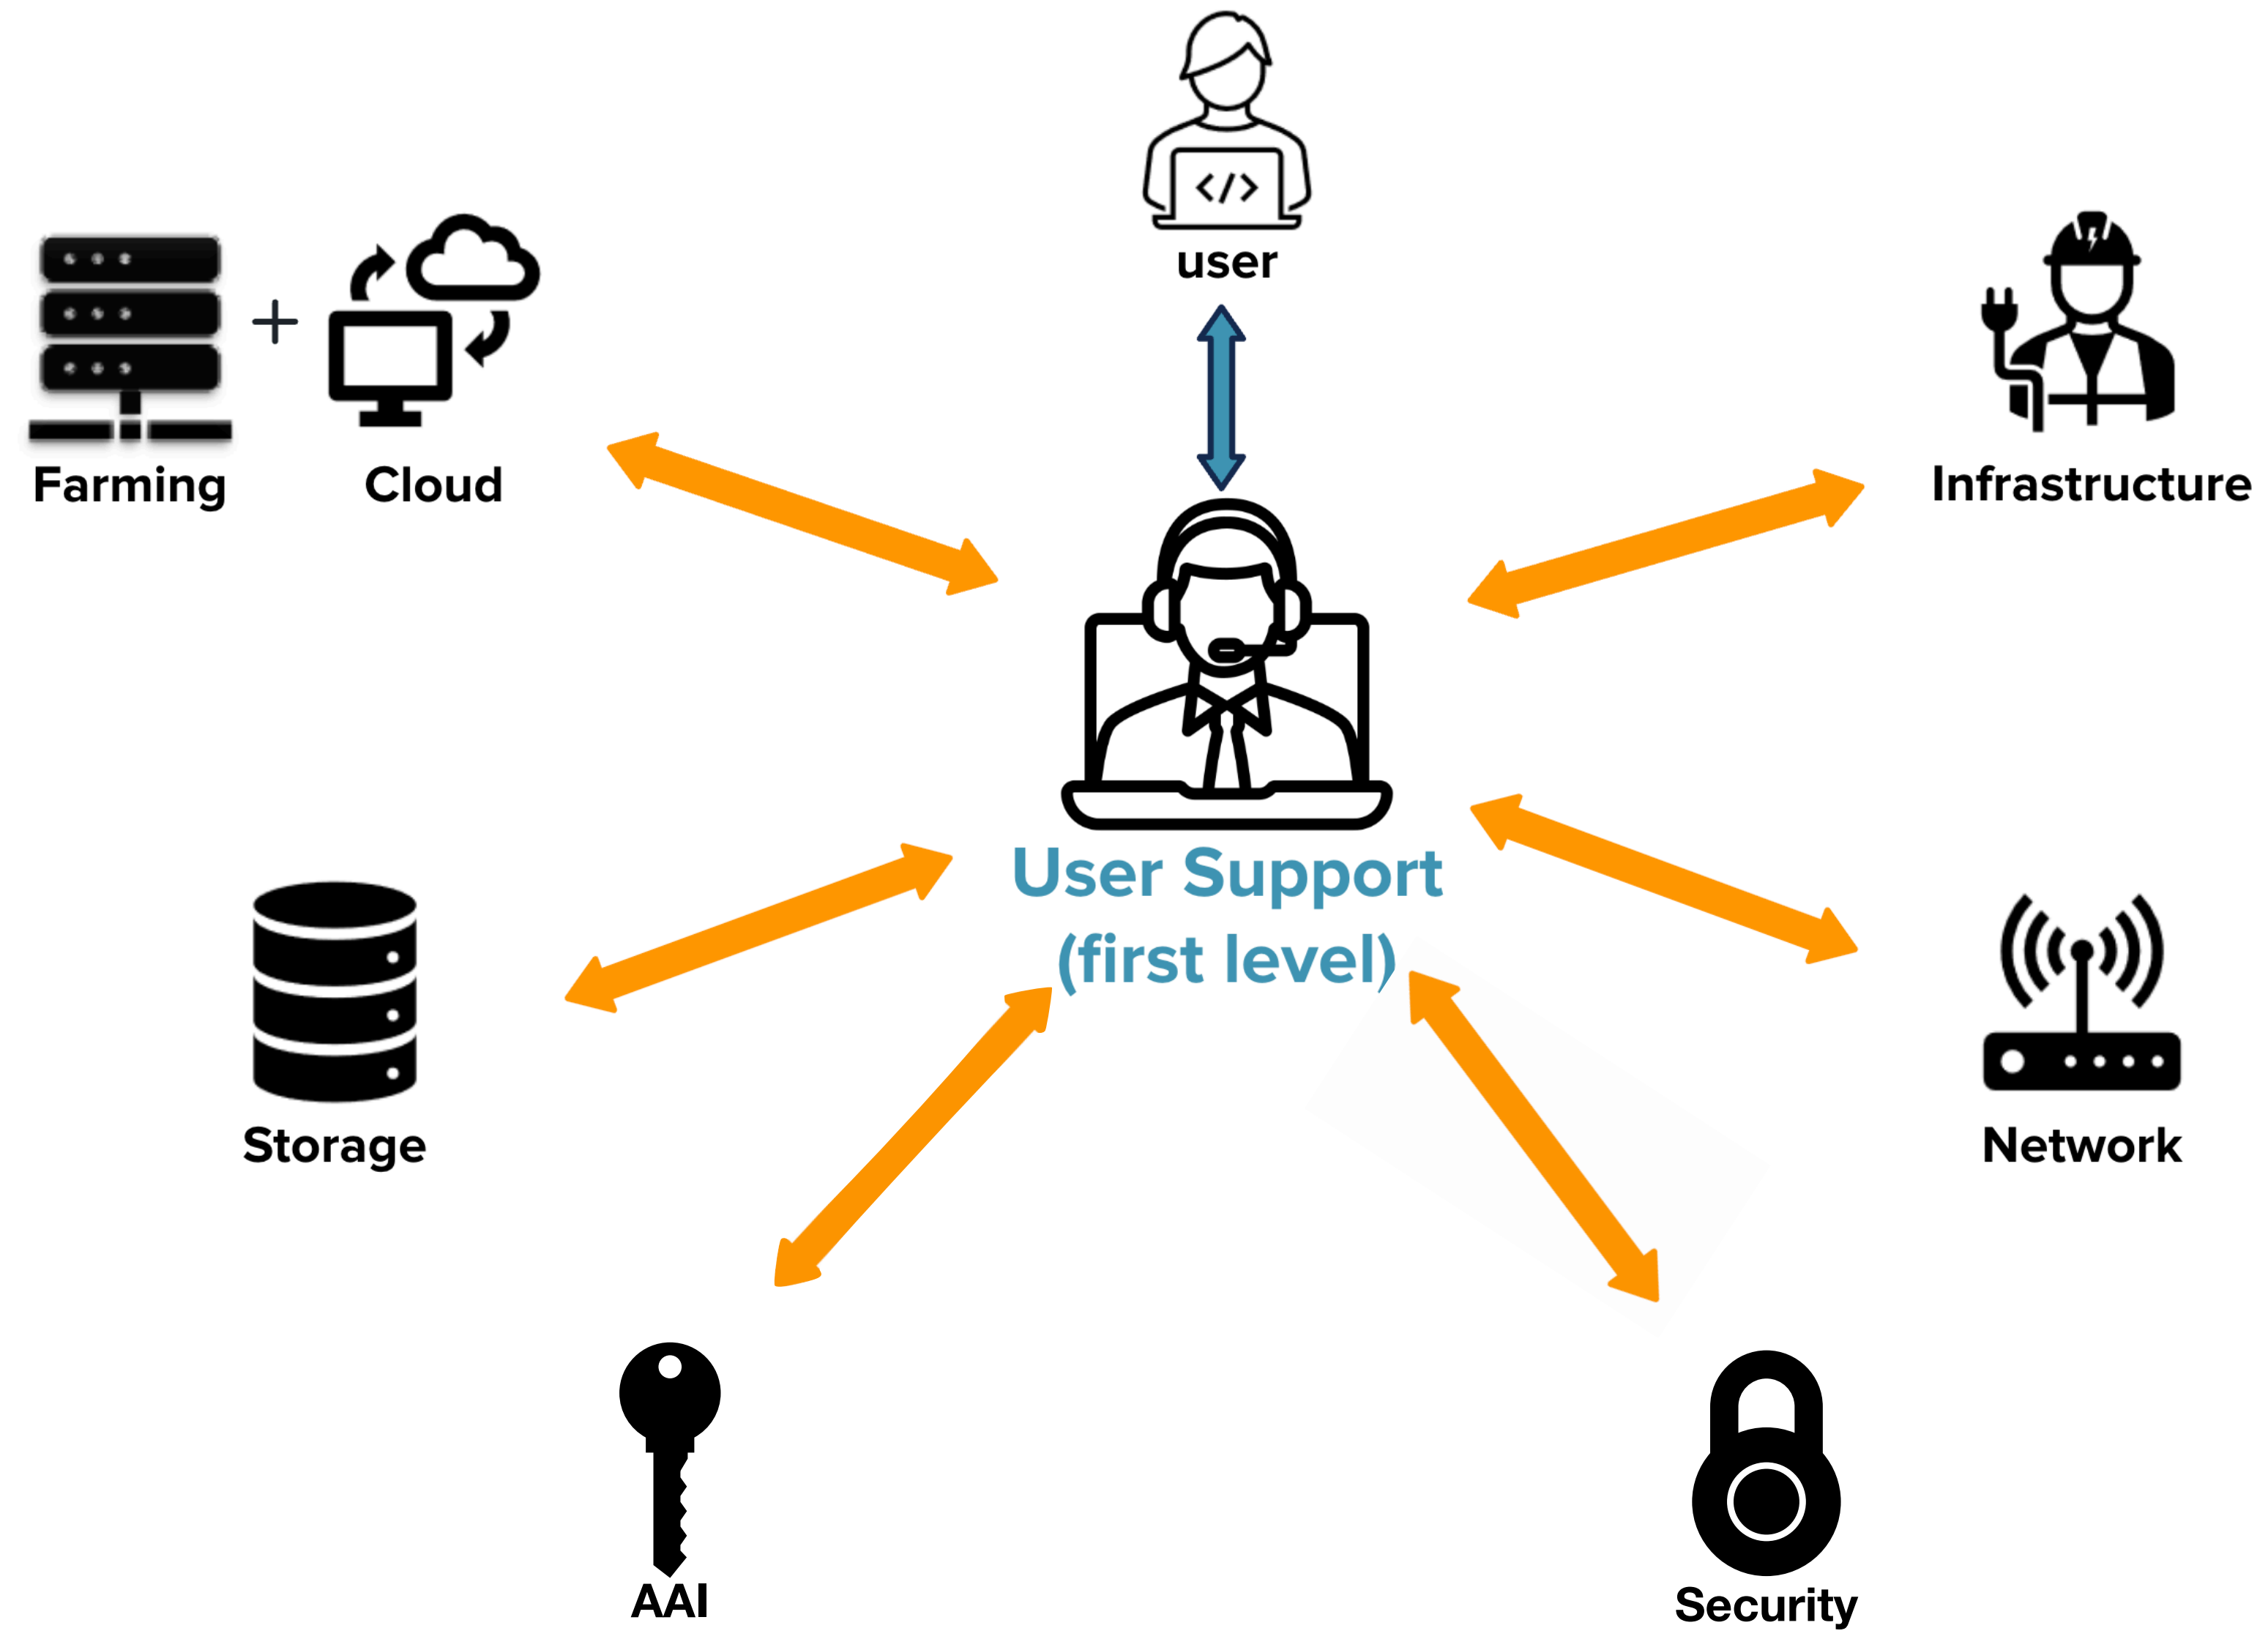 </>
user
Farming
Cloud
Infrastructure
User Support
(first level)
Storage
Network
AAI
Security